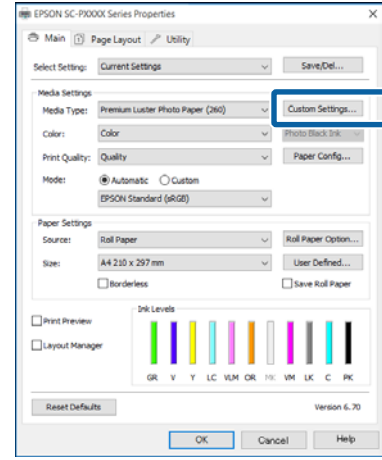 EPSON SC-PXXXX Series Properties
Main Page Layout Utility
Select Setting: Current Settings Save/Del...
Media Settings
Media Type: Premium Luster Photo Paper (260) Custom Settings...
Color: Color Photo Black Ink
Print Quality: Quality Paper Config...
Mode: Automatic Custom
EPSON Standard (sRGB)
Paper Settings
Source: Roll Paper Roll Paper Option...
Size: A4 210 x 297 mm User Defined...
Borderless Save Roll Paper
Ink Levels
Print Preview
Layout Manager
GR V Y LC VLM OR MK VM LK C PK
Reset Defaults Version 6.70
OK Cancel Help